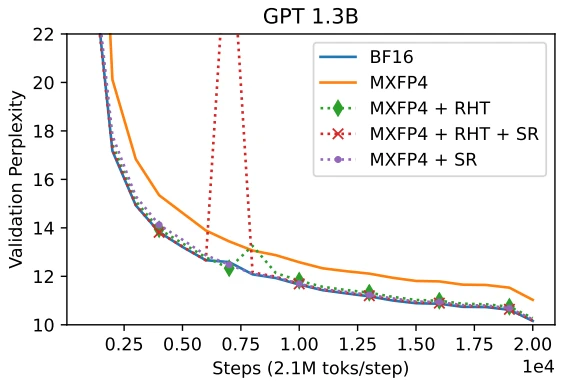 GPT 1.3B
Validation Perplexity
22
20
18
16
14
12
10
BF16
MXFP4
MXFP4 + RHT
MXFP4 + RHT + SR
MXFP4 + SR
0.25 0.50 0.75 1.00 1.25 1.50 1.75 2.00
Steps (2.1M toks/step)
1e4